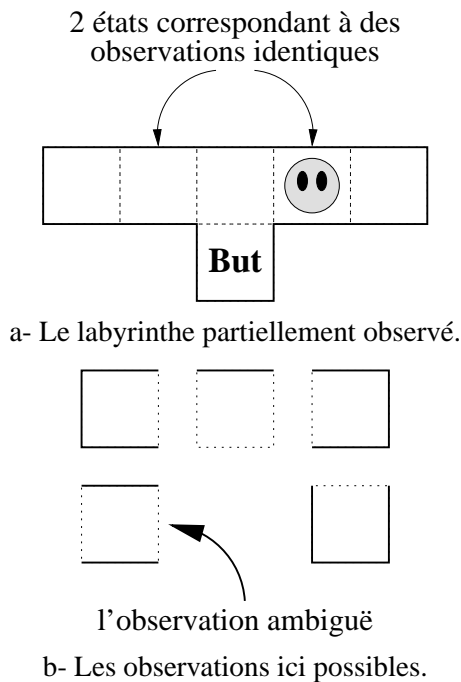 2 états correspondant à des
observations identiques
But
a- Le labyrinthe partiellement observé.
l'observation ambiguë
b- Les observations ici possibles.